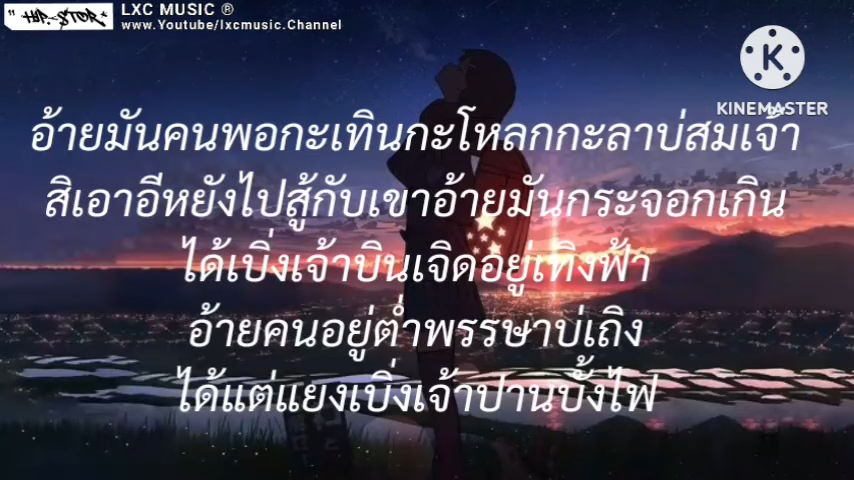 "HIP-STOR"
LXC MUSIC ®
www.Youtube/lxcmusic.Channel
KINEMASTER
อ้ายมันคนพอกะเทินกะโหลกกะลาบ่สมเจ้า
สิเอาอีหยังไปสู้กับเขาอ้ายมันกระจอกเกิน
ได้เบิ่งเจ้าบินเจิดอยู่เทิงฟ้า
อ้ายคนอยู่ต่ำพรรษาบ่เถิง
ได้แต่แยงเบิ่งเจ้าปานบั้งไฟ